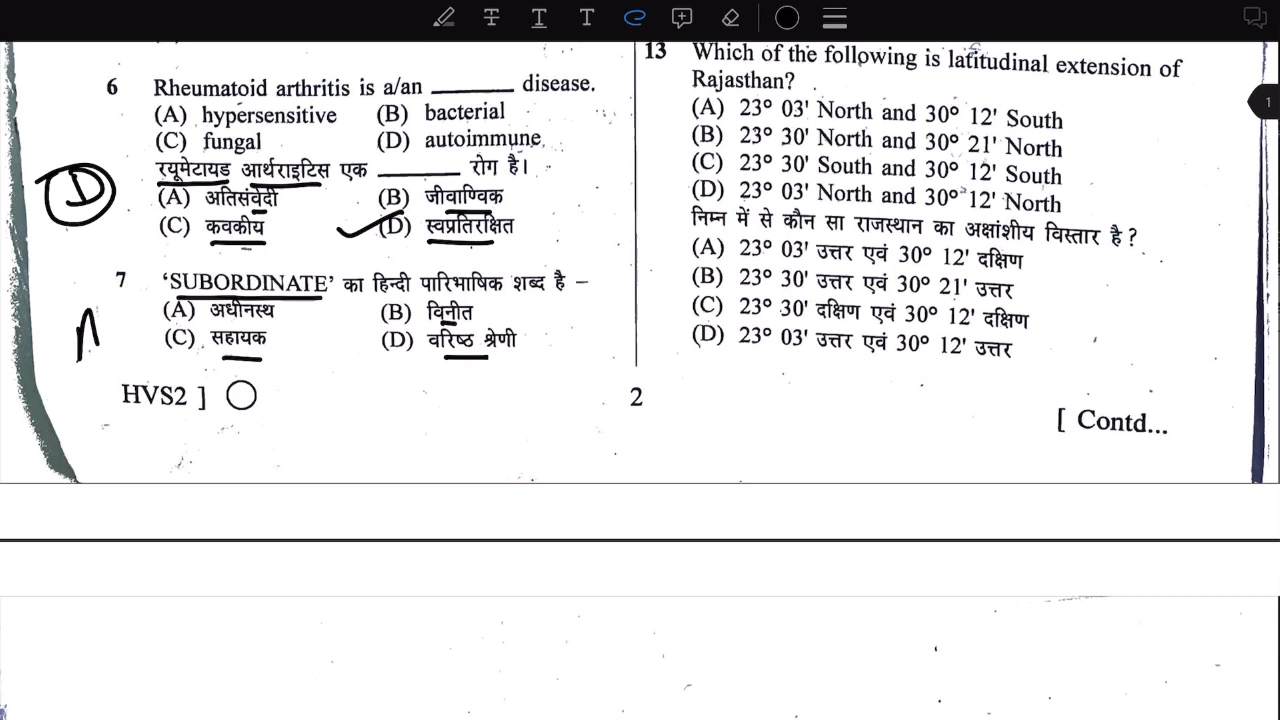 6 Rheumatoid arthritis is a/an ________ disease.
(A) hypersensitive (B) bacterial
(C) fungal (D) autoimmune
रयूमेटायड आर्थराइटिस एक ________ रोग है।
(A) अतिसंवेदी (B) जीवाण्विक
(C) कवकीय (D) स्वप्रतिरक्षित
D
7 ‘SUBORDINATE’ का हिन्दी पारिभाषिक शब्द है –
(A) अधीनस्थ (B) विनीत
(C) सहायक (D) वरिष्ठ श्रेणी
HVS2 ]
2
13 Which of the following is latitudinal extension of
Rajasthan?
(A) 23° 03' North and 30° 12' South
(B) 23° 30' North and 30° 21' North
(C) 23° 30' South and 30° 12' South
(D) 23° 03' North and 30° 12' North
निम्न में से कौन सा राजस्थान का अक्षांशीय विस्तार है ?
(A) 23° 03' उत्तर एवं 30° 12' दक्षिण
(B) 23° 30' उत्तर एवं 30° 21' उत्तर
(C) 23° 30' दक्षिण एवं 30° 12' दक्षिण
(D) 23° 03' उत्तर एवं 30° 12' उत्तर
[ Contd...
1